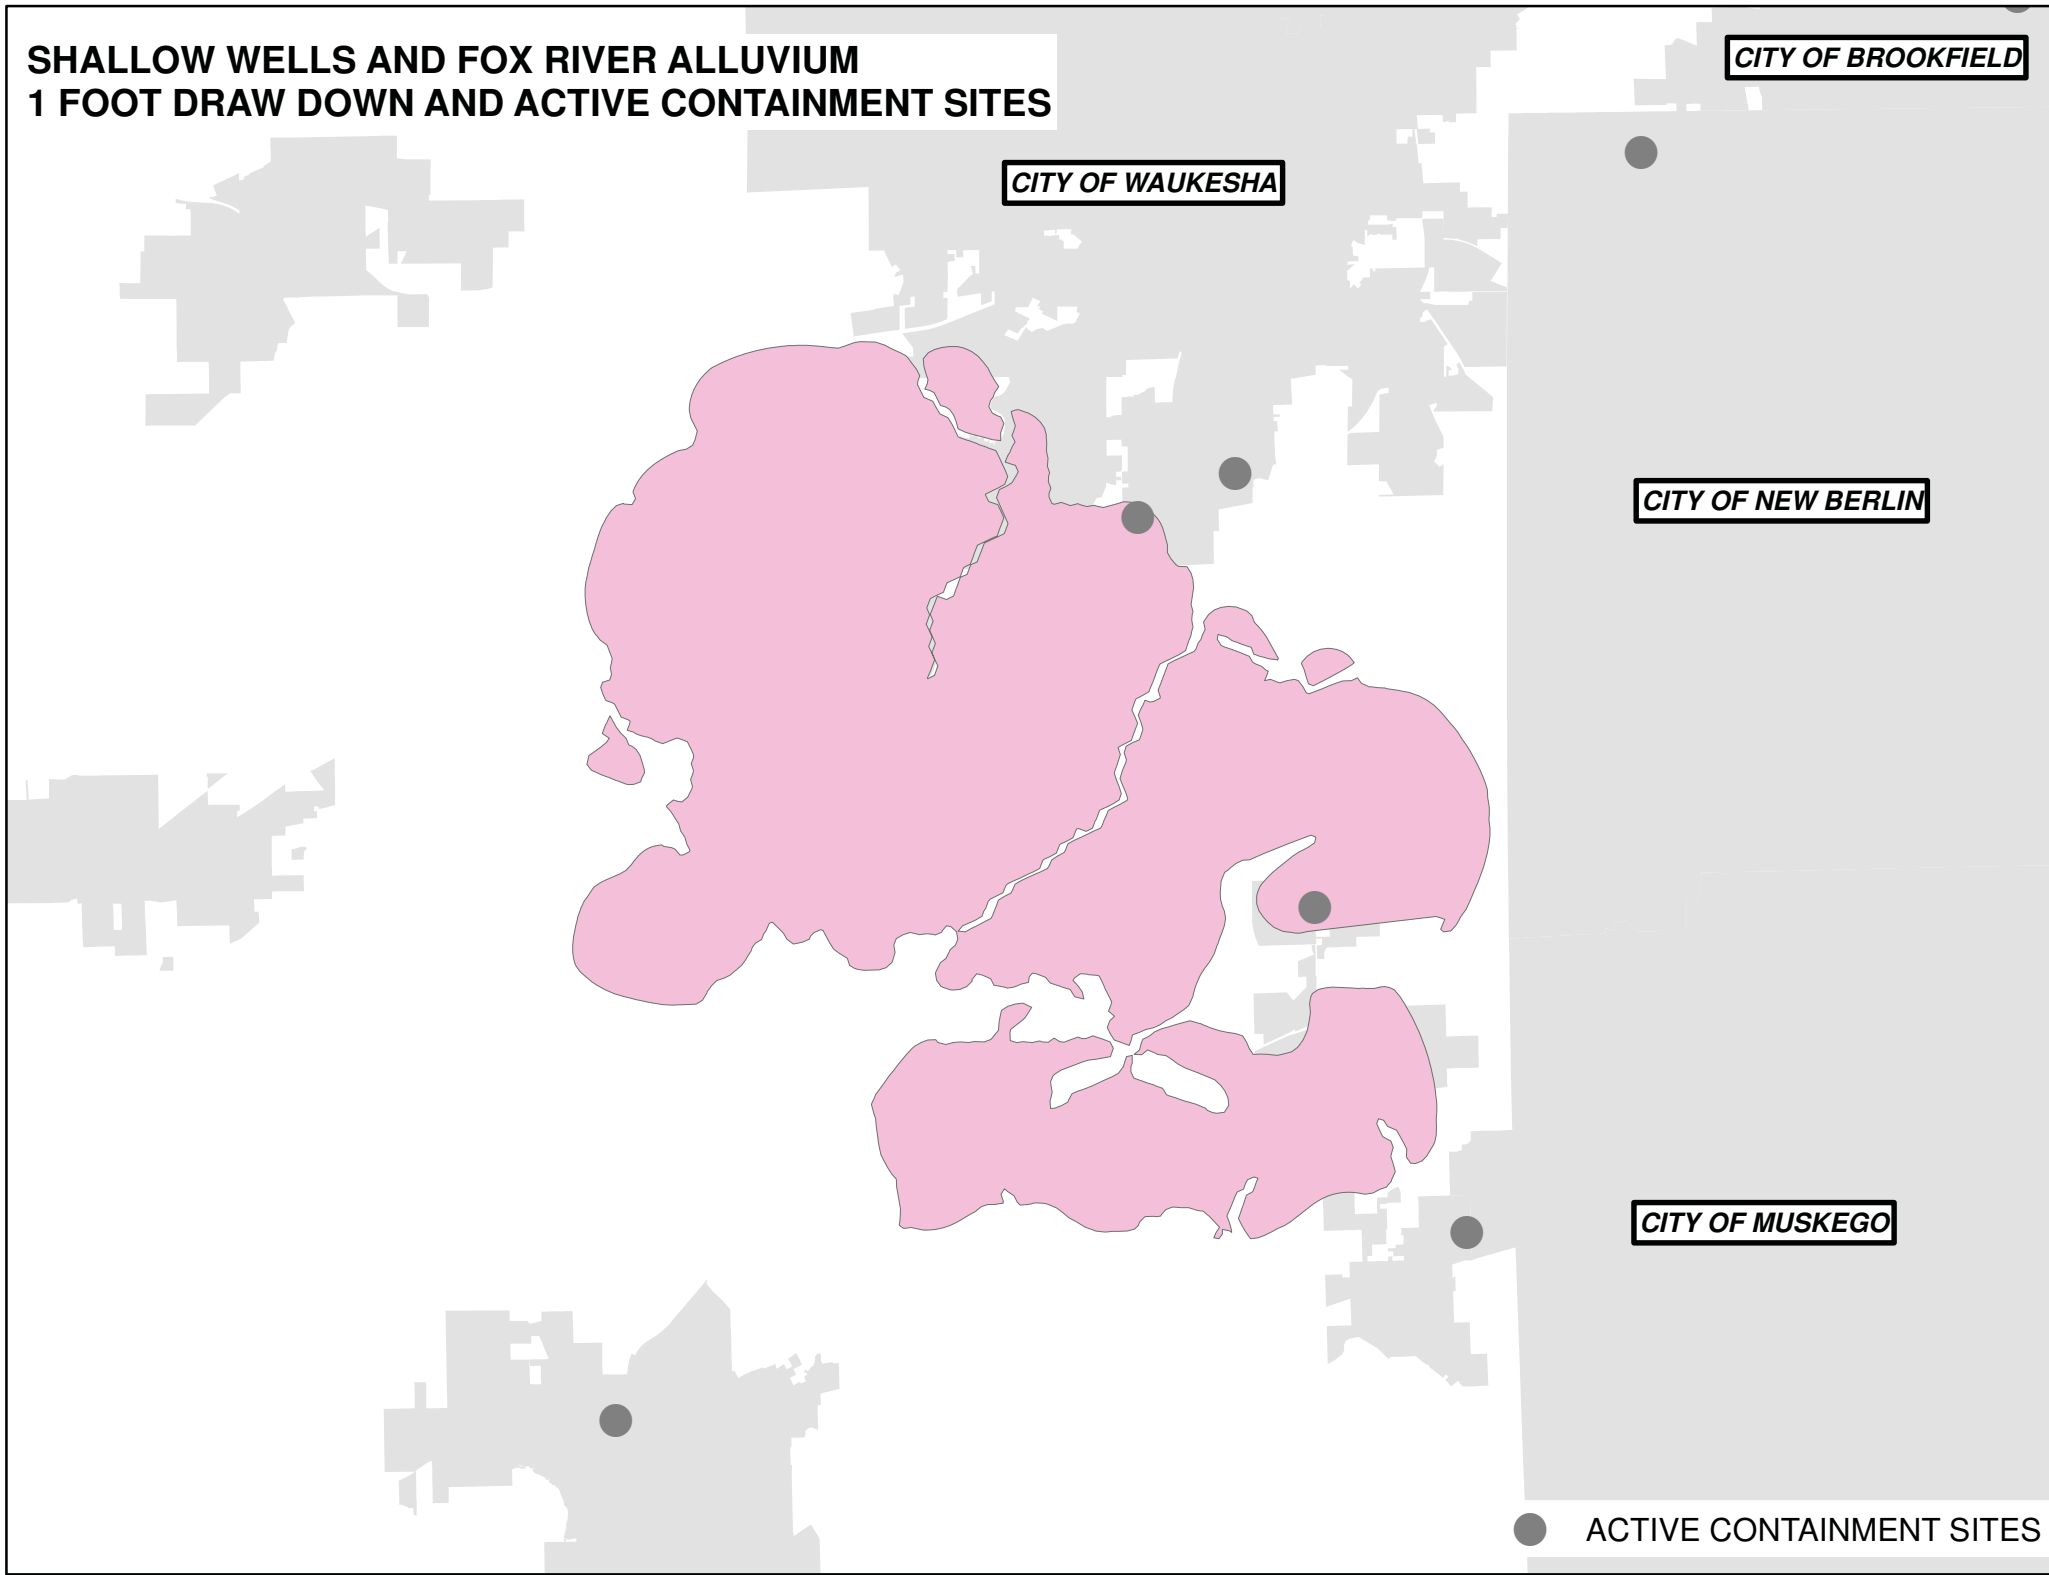 SHALLOW WELLS AND FOX RIVER ALLUVIUM
1 FOOT DRAW DOWN AND ACTIVE CONTAINMENT SITES
CITY OF BROOKFIELD
CITY OF WAUKESHA
CITY OF NEW BERLIN
CITY OF MUSKEGO
ACTIVE CONTAINMENT SITES